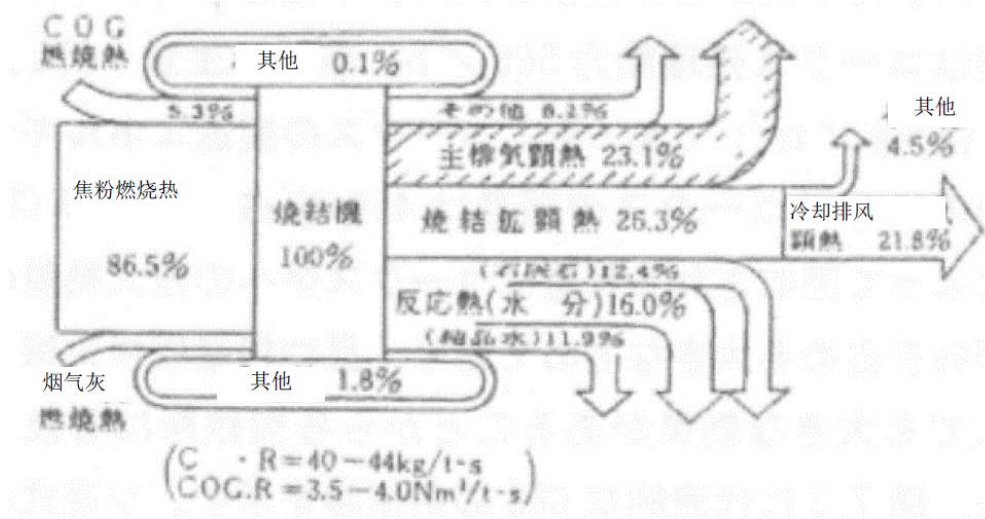 COG
燃焼熱
其他 0.1%
5.3%
その他 8.2%
其他
4.5%
主排気顕熱 23.1%
焦粉燃烧热
86.5%
焼結機
100%
焼結鉱顕熱 26.3%
冷却排风
顕熱 21.8%
(石灰石)12.4%
反応熱(水 分)16.0%
(結晶水)11.9%
烟气灰
燃焼熱
其他 1.8%
C ・R=40-44kg/t-s
COG.R=3.5-4.0Nm³/t-s